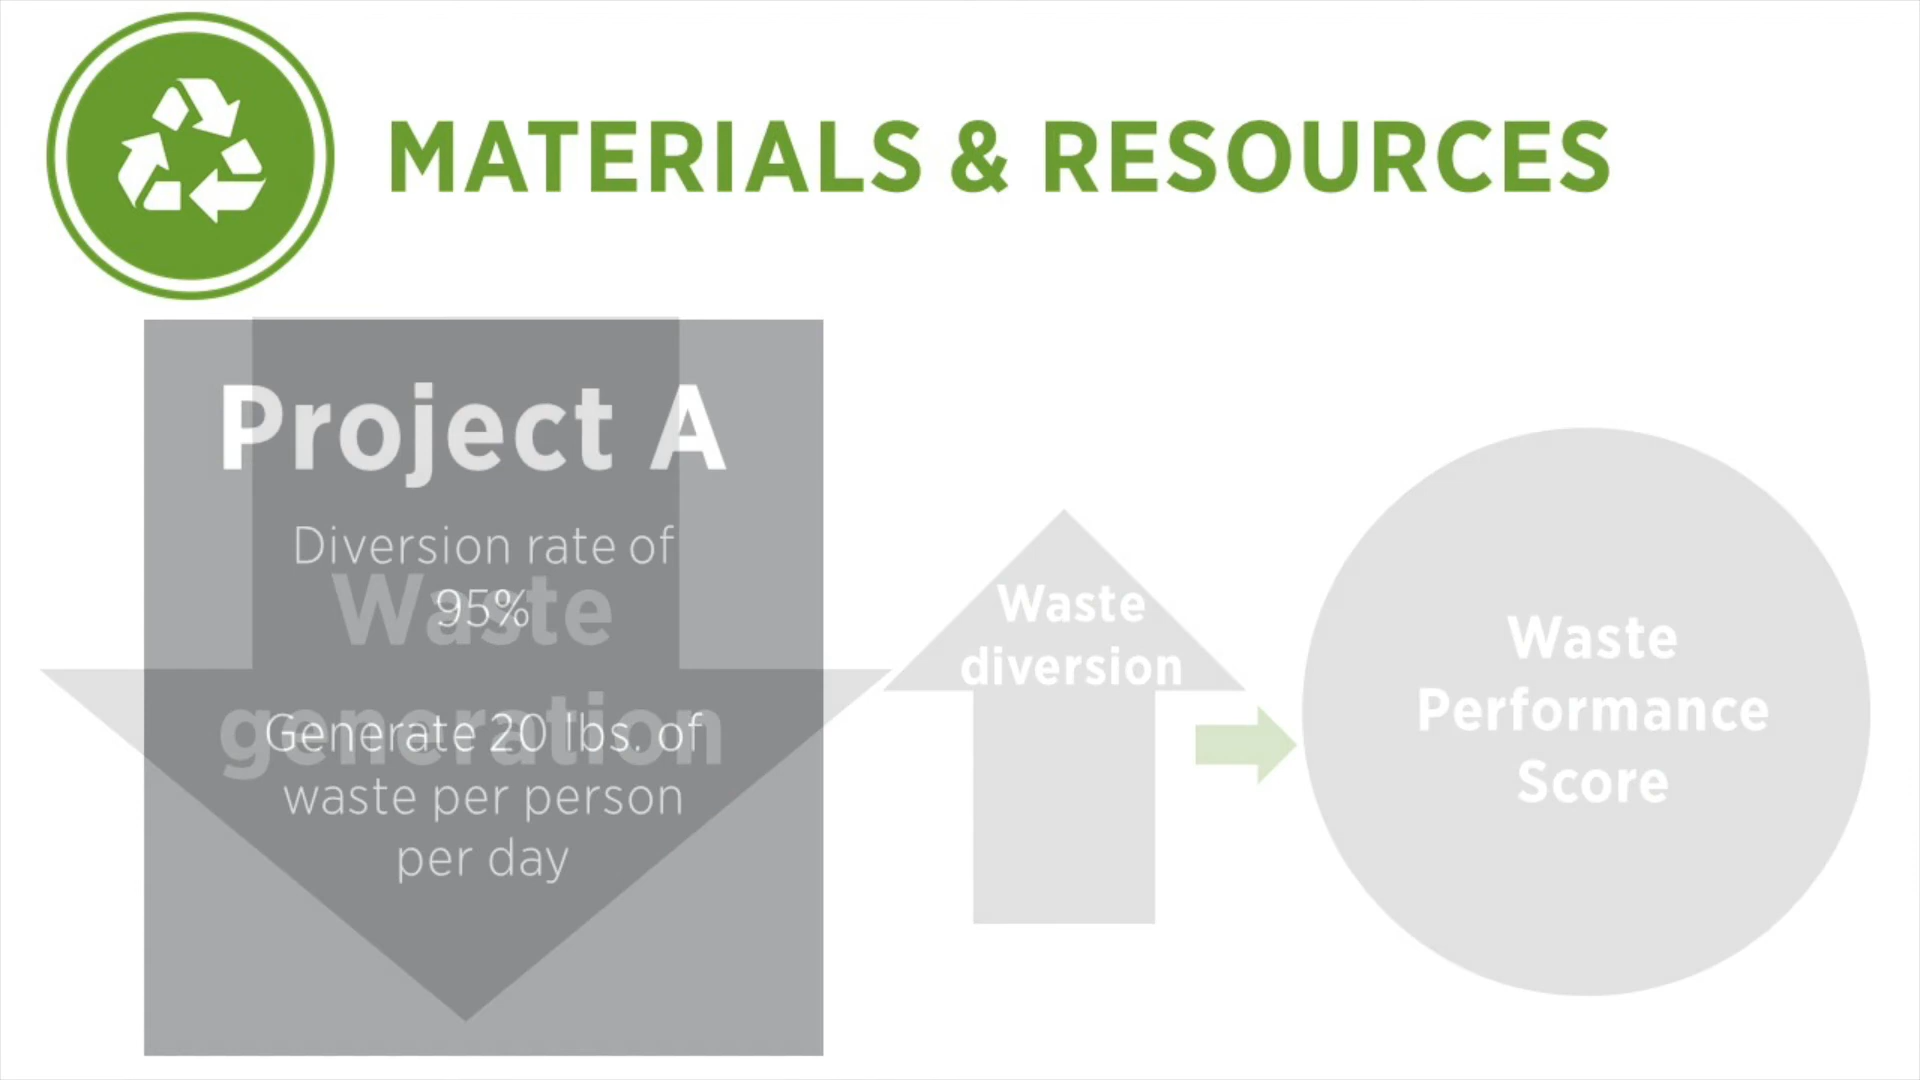 MATERIALS & RESOURCES
Project A
Diversion rate of
95%
Generate 20 lbs. of
waste per person
per day
Waste
generation
Waste
diversion
Waste
Performance
Score